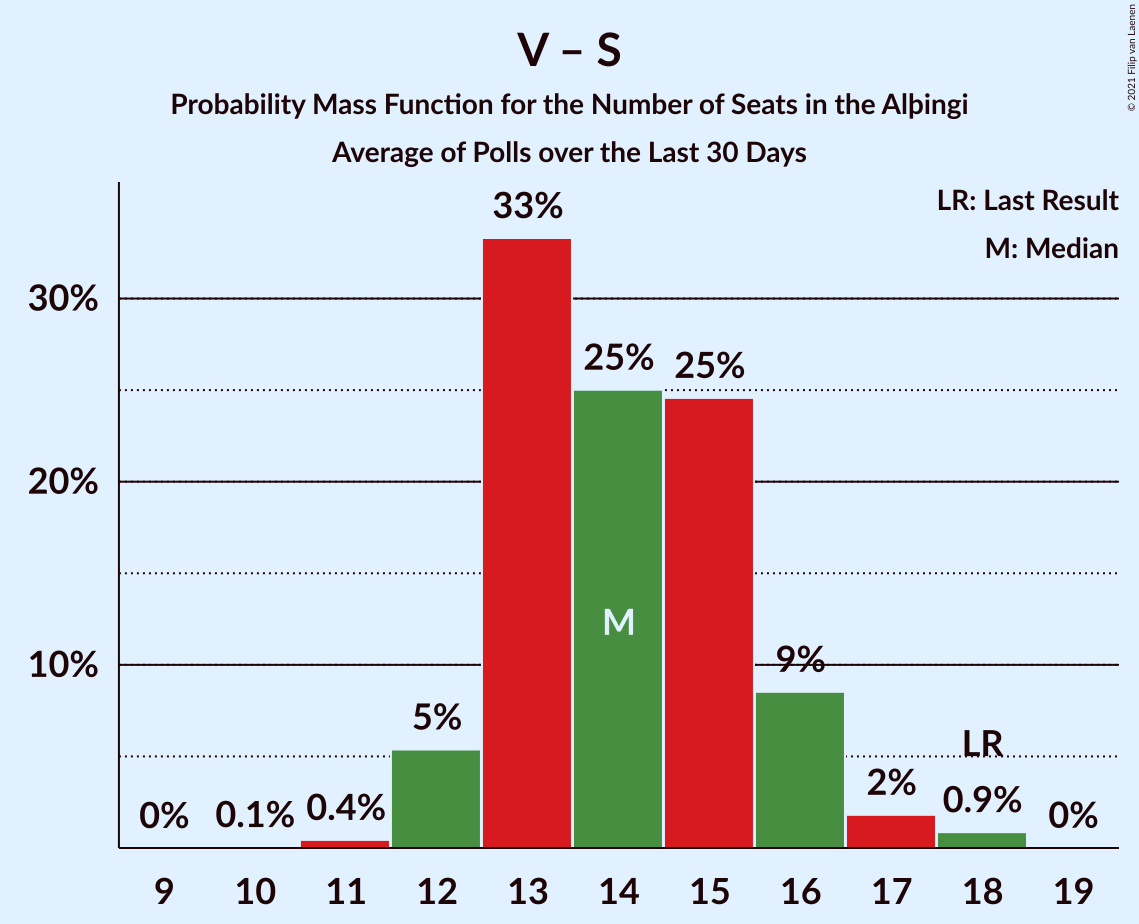 V – S
Probability Mass Function for the Number of Seats in the Alþingi
Average of Polls over the Last 30 Days
© 2021 Filip van Laenen
LR: Last Result
M: Median
33%
30%
25%
25%
20%
M
10%
9%
5%
LR
2%
0.9%
0%
0.1%
0.4%
0%
9 10 11 12 13 14 15 16 17 18 19